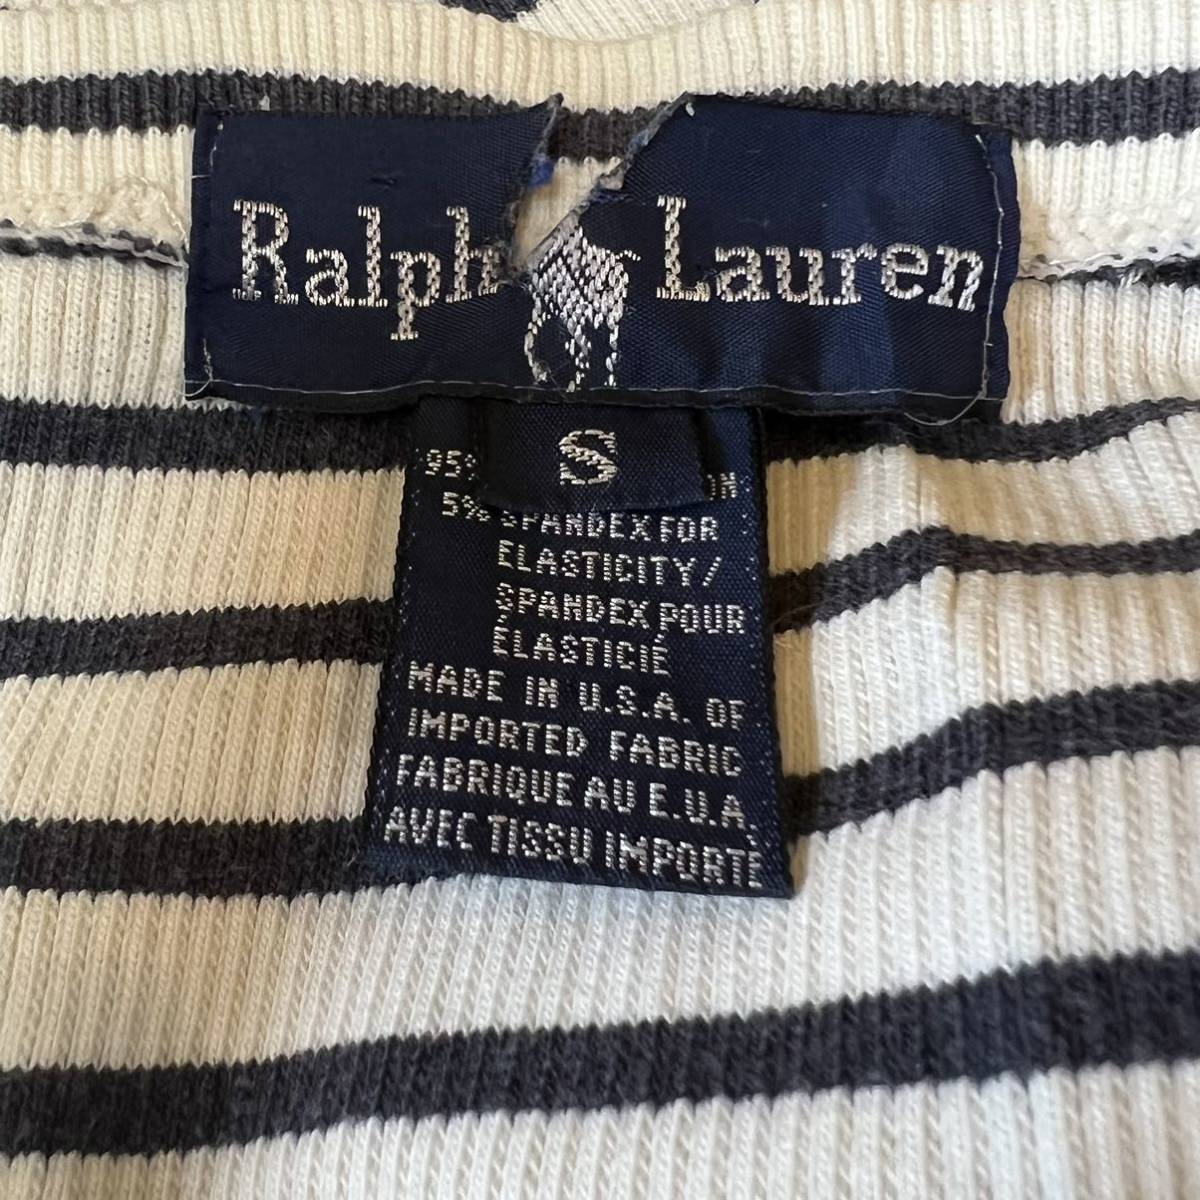 Ralph Lauren
S
95%
5% SPANDEX FOR
ELASTICITY/
SPANDEX POUR
ÉLASTICIÉ
MADE IN U.S.A. OF
IMPORTED FABRIC
FABRIQUE AU E.U.A.
AVEC TISSU IMPORTÉ